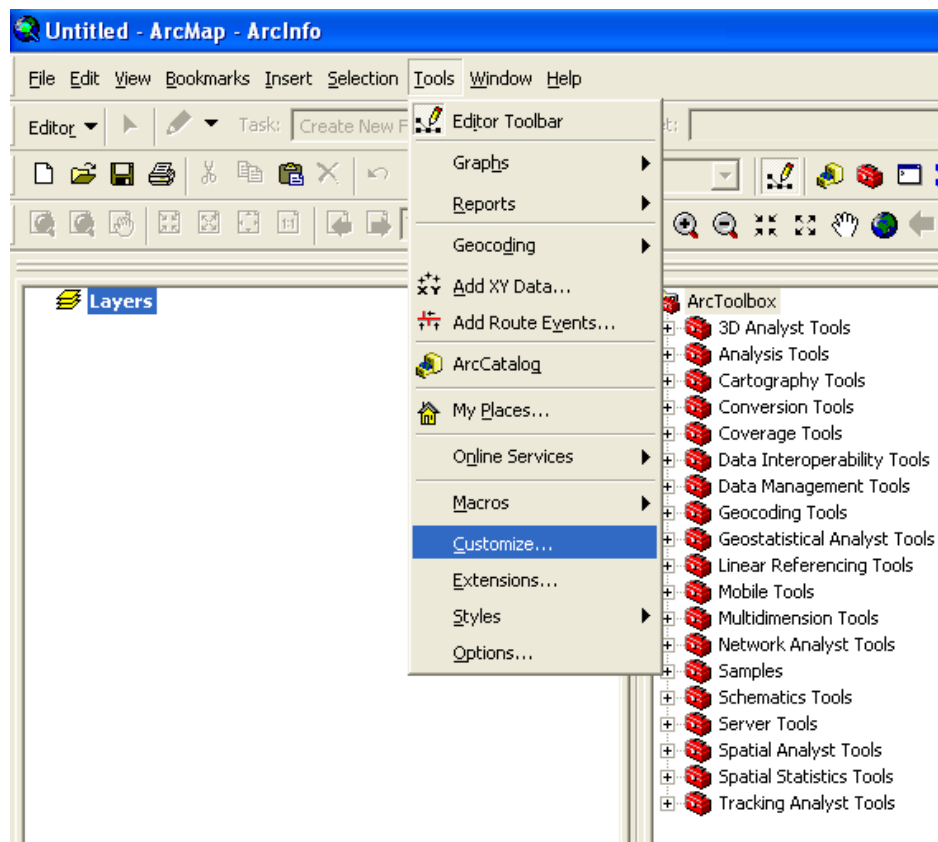 Untitled - ArcMap - ArcInfo
File Edit View Bookmarks Insert Selection Tools Window Help
Editor Task: Create New F
Editor Toolbar
Graphs
Reports
Geocoding
Add XY Data...
Add Route Events...
ArcCatalog
My Places...
Online Services
Macros
Customize...
Extensions...
Styles
Options...
1:1
Layers
ArcToolbox
3D Analyst Tools
Analysis Tools
Cartography Tools
Conversion Tools
Coverage Tools
Data Interoperability Tools
Data Management Tools
Geocoding Tools
Geostatistical Analyst Tools
Linear Referencing Tools
Mobile Tools
Multidimension Tools
Network Analyst Tools
Samples
Schematics Tools
Server Tools
Spatial Analyst Tools
Spatial Statistics Tools
Tracking Analyst Tools